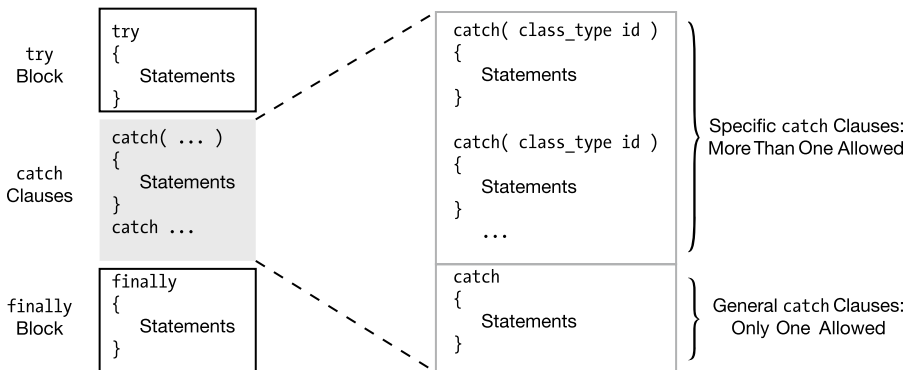 try
Block
try
{
Statements
}
catch
Clauses
catch( ... )
{
Statements
}
catch ...
finally
Block
finally
{
Statements
}
catch( class_type id )
{
Statements
}
catch( class_type id )
{
Statements
}
...
Specific catch Clauses:
More Than One Allowed
catch
{
Statements
}
General catch Clauses:
Only One Allowed